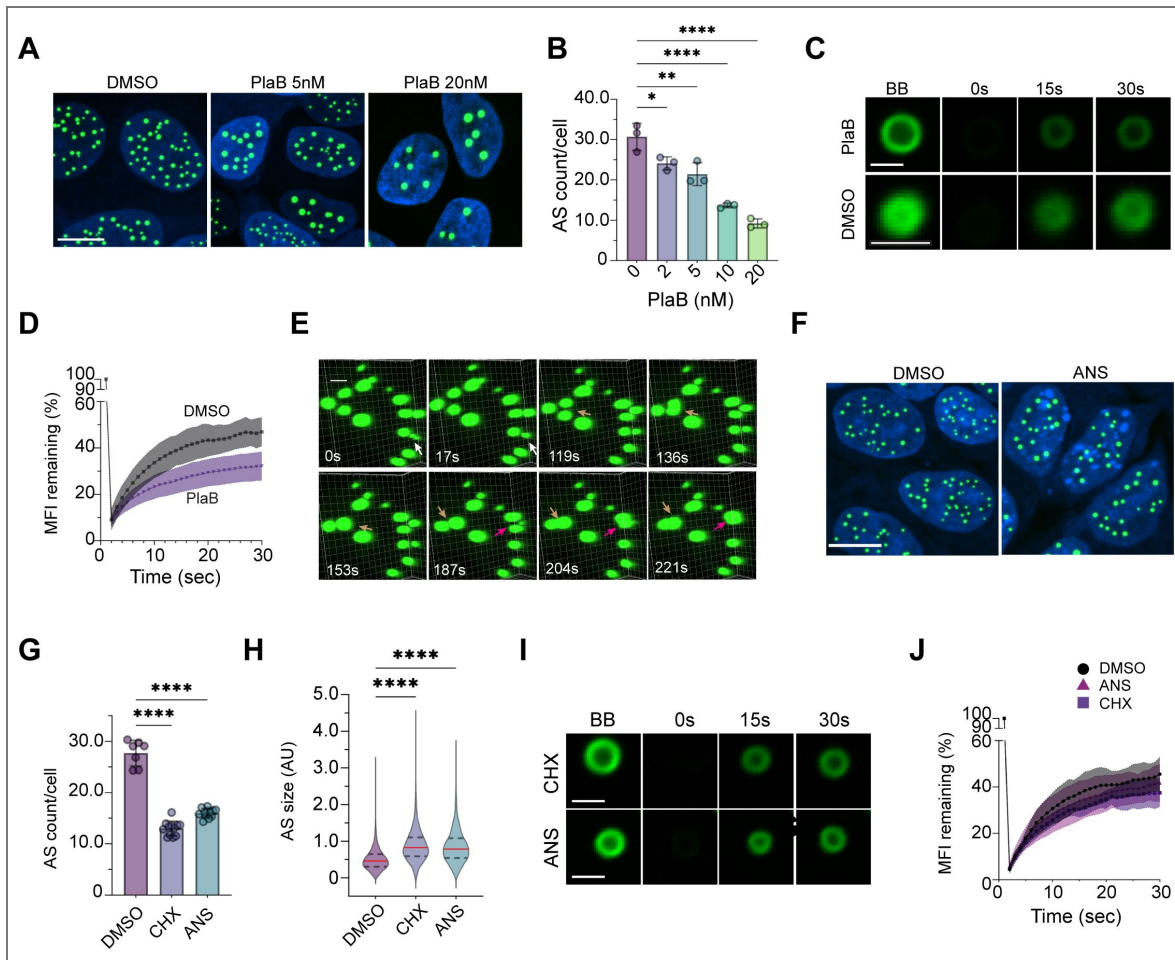 A
DMSO PlaB 5nM PlaB 20nM
B
****
****
**
*
AS count/cell
40.0
30.0
20.0
10.0
0.0
0 2 5 10 20
PlaB (nM)
C
BB 0s 15s 30s
PlaB
DMSO
D
MFI remaining (%)
100
90
60
40
20
0
DMSO
PlaB
0 10 20 30
Time (sec)
E
0s 17s 119s 136s
153s 187s 204s 221s
F
DMSO ANS
G
****
****
AS count/cell
30.0
20.0
10.0
0.0
DMSO CHX ANS
H
****
****
AS size (AU)
5.0
4.0
3.0
2.0
1.0
0.0
DMSO CHX ANS
I
BB 0s 15s 30s
CHX
ANS
J
DMSO
ANS
CHX
MFI remaining (%)
100
90
60
40
20
0
10 20 30
Time (sec)